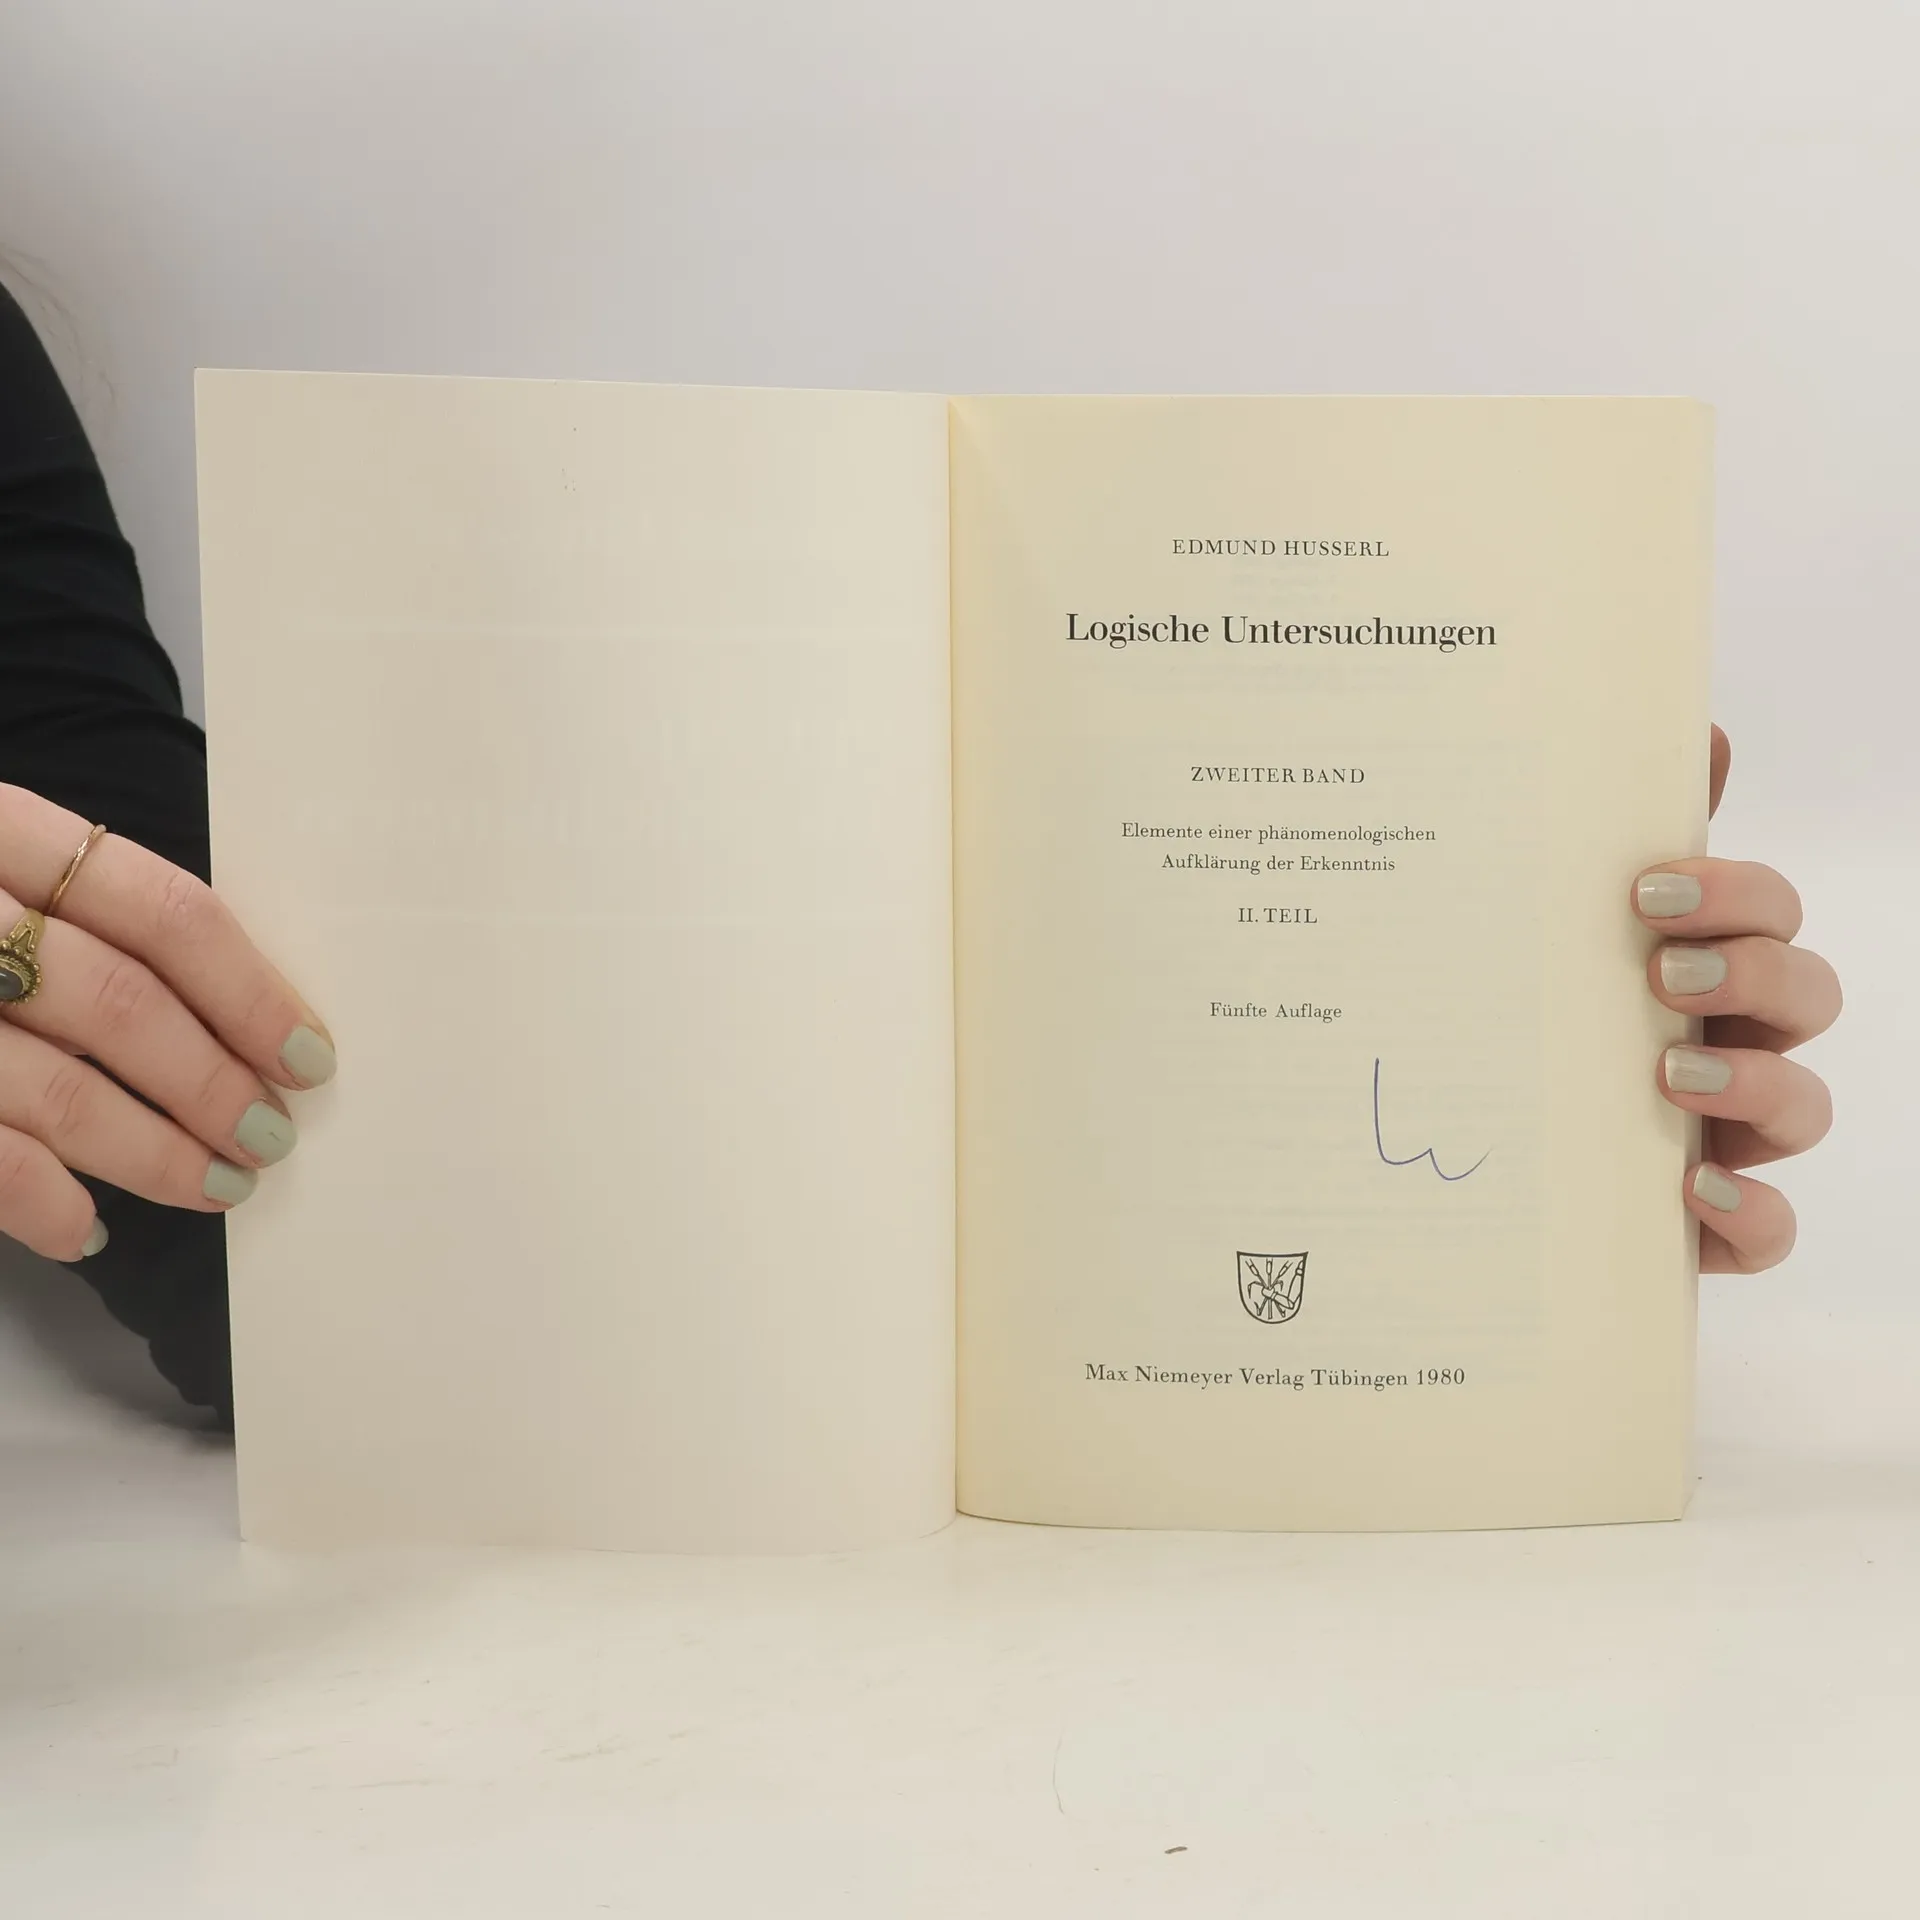 EDMUND HUSSERL
Logische Untersuchungen
ZWEITER BAND
Elemente einer phänomenologischen
Aufklärung der Erkenntnis
II. TEIL
Fünfte Auflage
Max Niemeyer Verlag Tübingen 1980